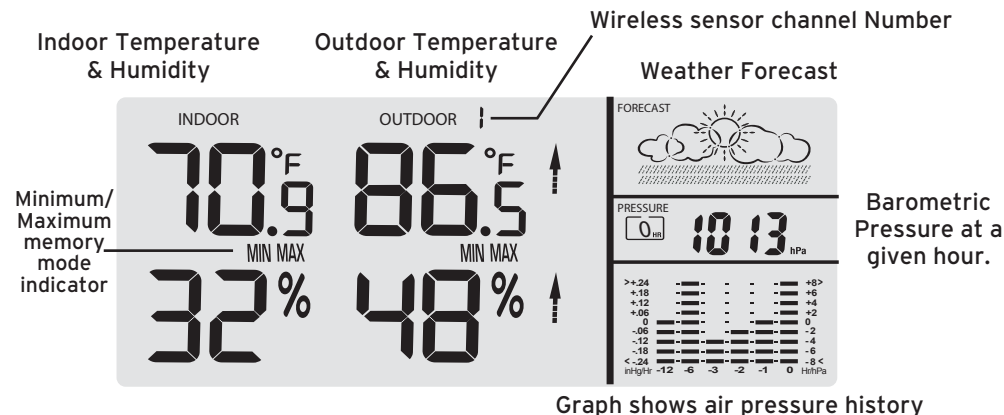 Wireless sensor channel Number
Indoor Temperature
& Humidity
Outdoor Temperature
& Humidity
Weather Forecast
INDOOR
OUTDOOR 1
FORECAST
70.9 °F
86.5 °F
Minimum/
Maximum
memory
mode
indicator
MIN MAX
MIN MAX
32 %
48 %
PRESSURE
0 HR
1013 hPa
Barometric
Pressure at a
given hour.
>+.24 +8>
+.18 +6
+.12 +4
+.06 +2
0 0
-.06 -2
-.12 -4
-.18 -6
<-.24 -8<
inHg/Hr -12 -6 -3 -2 -1 0 Hr/hPa
Graph shows air pressure history